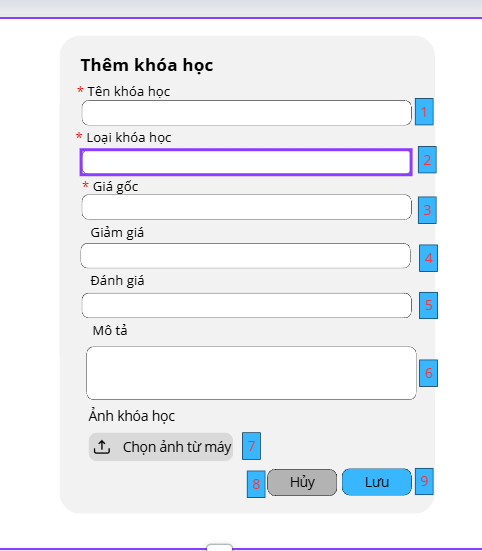 Thêm khóa học
* Tên khóa học
1
* Loại khóa học
2
* Giá gốc
3
Giảm giá
4
Đánh giá
5
Mô tả
6
Ảnh khóa học
Chọn ảnh từ máy 7
8 Hủy Lưu 9